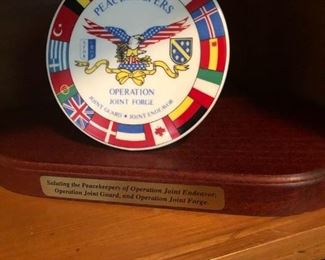 PEACEKEEPERS
OPERATION
JOINT FORGE
JOINT GUARD • JOINT ENDEAVOR
Saluting the Peacekeepers of Operation Joint Endeavor,
Operation Joint Guard, and Operation Joint Forge.